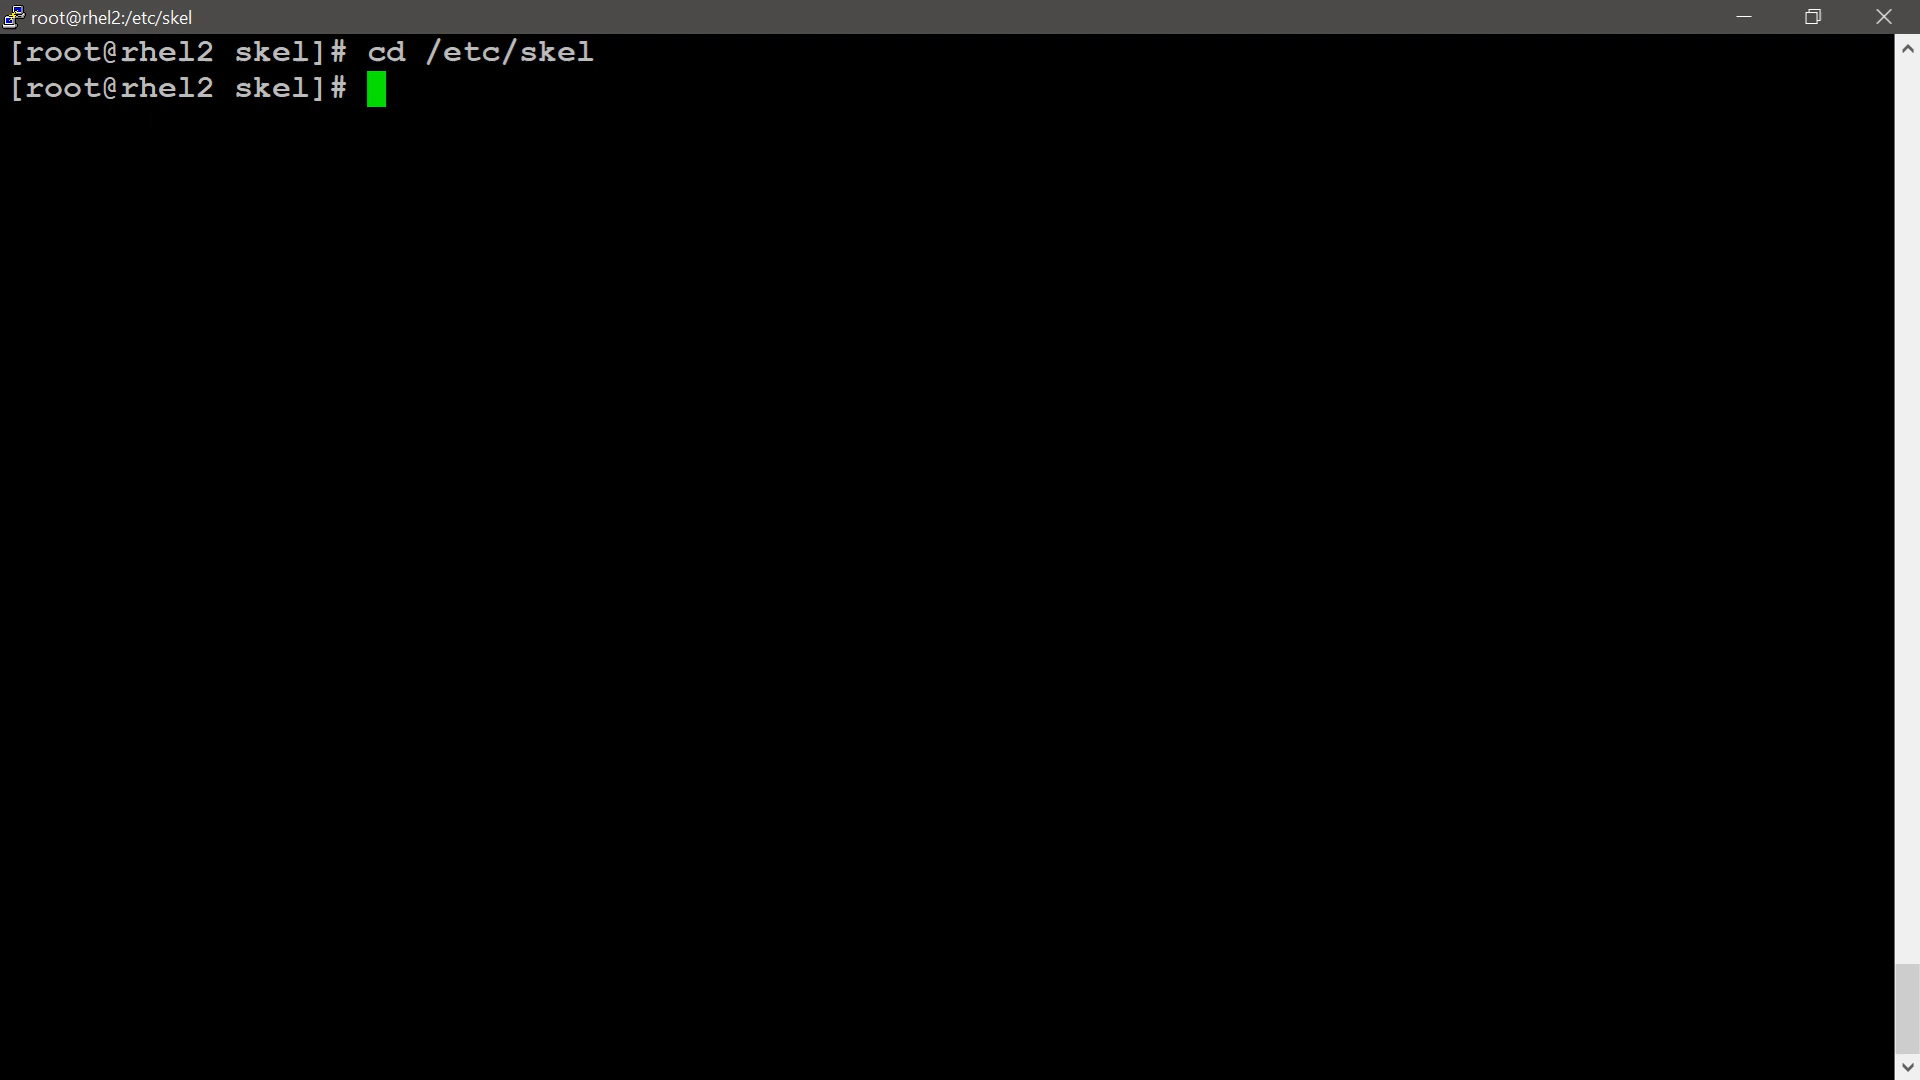 root@rhel2:/etc/skel
[root@rhel2 skel]# cd /etc/skel
[root@rhel2 skel]#